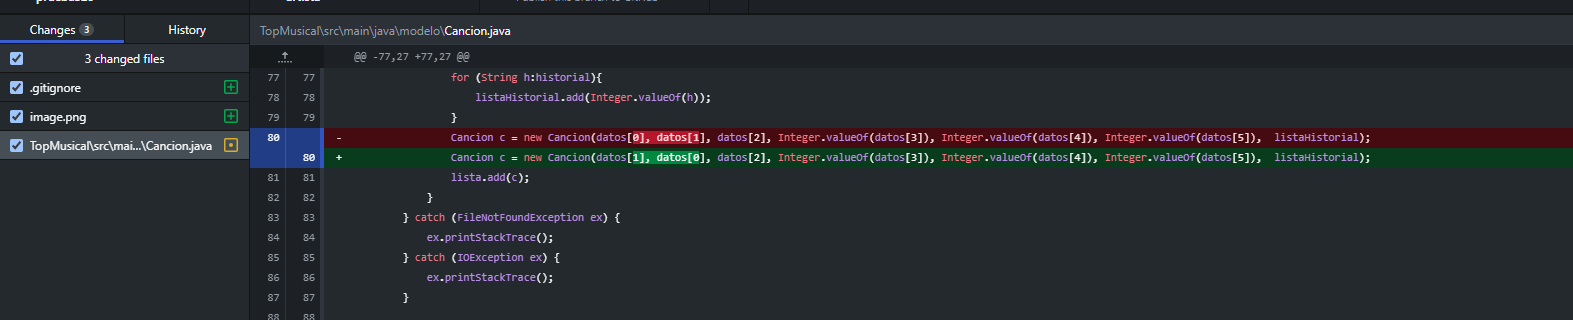 Changes 3
History
TopMusical\src\main\java\modelo\Cancion.java
3 changed files
@@ -77,27 +77,27 @@
.gitignore
image.png
TopMusical\src\mai...\Cancion.java
77 77 for (String h:historial){
78 78 listaHistorial.add(Integer.valueOf(h));
79 79 }
80 - Cancion c = new Cancion(datos[0], datos[1], datos[2], Integer.valueOf(datos[3]), Integer.valueOf(datos[4]), Integer.valueOf(datos[5]),  listaHistorial);
80 + Cancion c = new Cancion(datos[1], datos[0], datos[2], Integer.valueOf(datos[3]), Integer.valueOf(datos[4]), Integer.valueOf(datos[5]),  listaHistorial);
81 81 lista.add(c);
82 82 }
83 83 } catch (FileNotFoundException ex) {
84 84 ex.printStackTrace();
85 85 } catch (IOException ex) {
86 86 ex.printStackTrace();
87 87 }
88 88